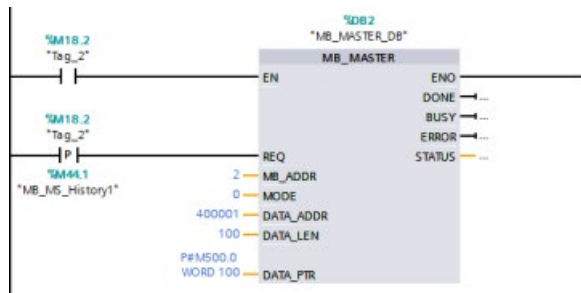 %DB2
"MB_MASTER_DB"
%M18.2
"Tag_2"
MB_MASTER
EN
ENO
DONE
...
BUSY
...
ERROR
...
%M18.2
"Tag_2"
P
REQ
STATUS
...
%M44.1
"MB_MS_History1"
2
MB_ADDR
0
MODE
400001
DATA_ADDR
100
DATA_LEN
P#M500.0
WORD 100
DATA_PTR